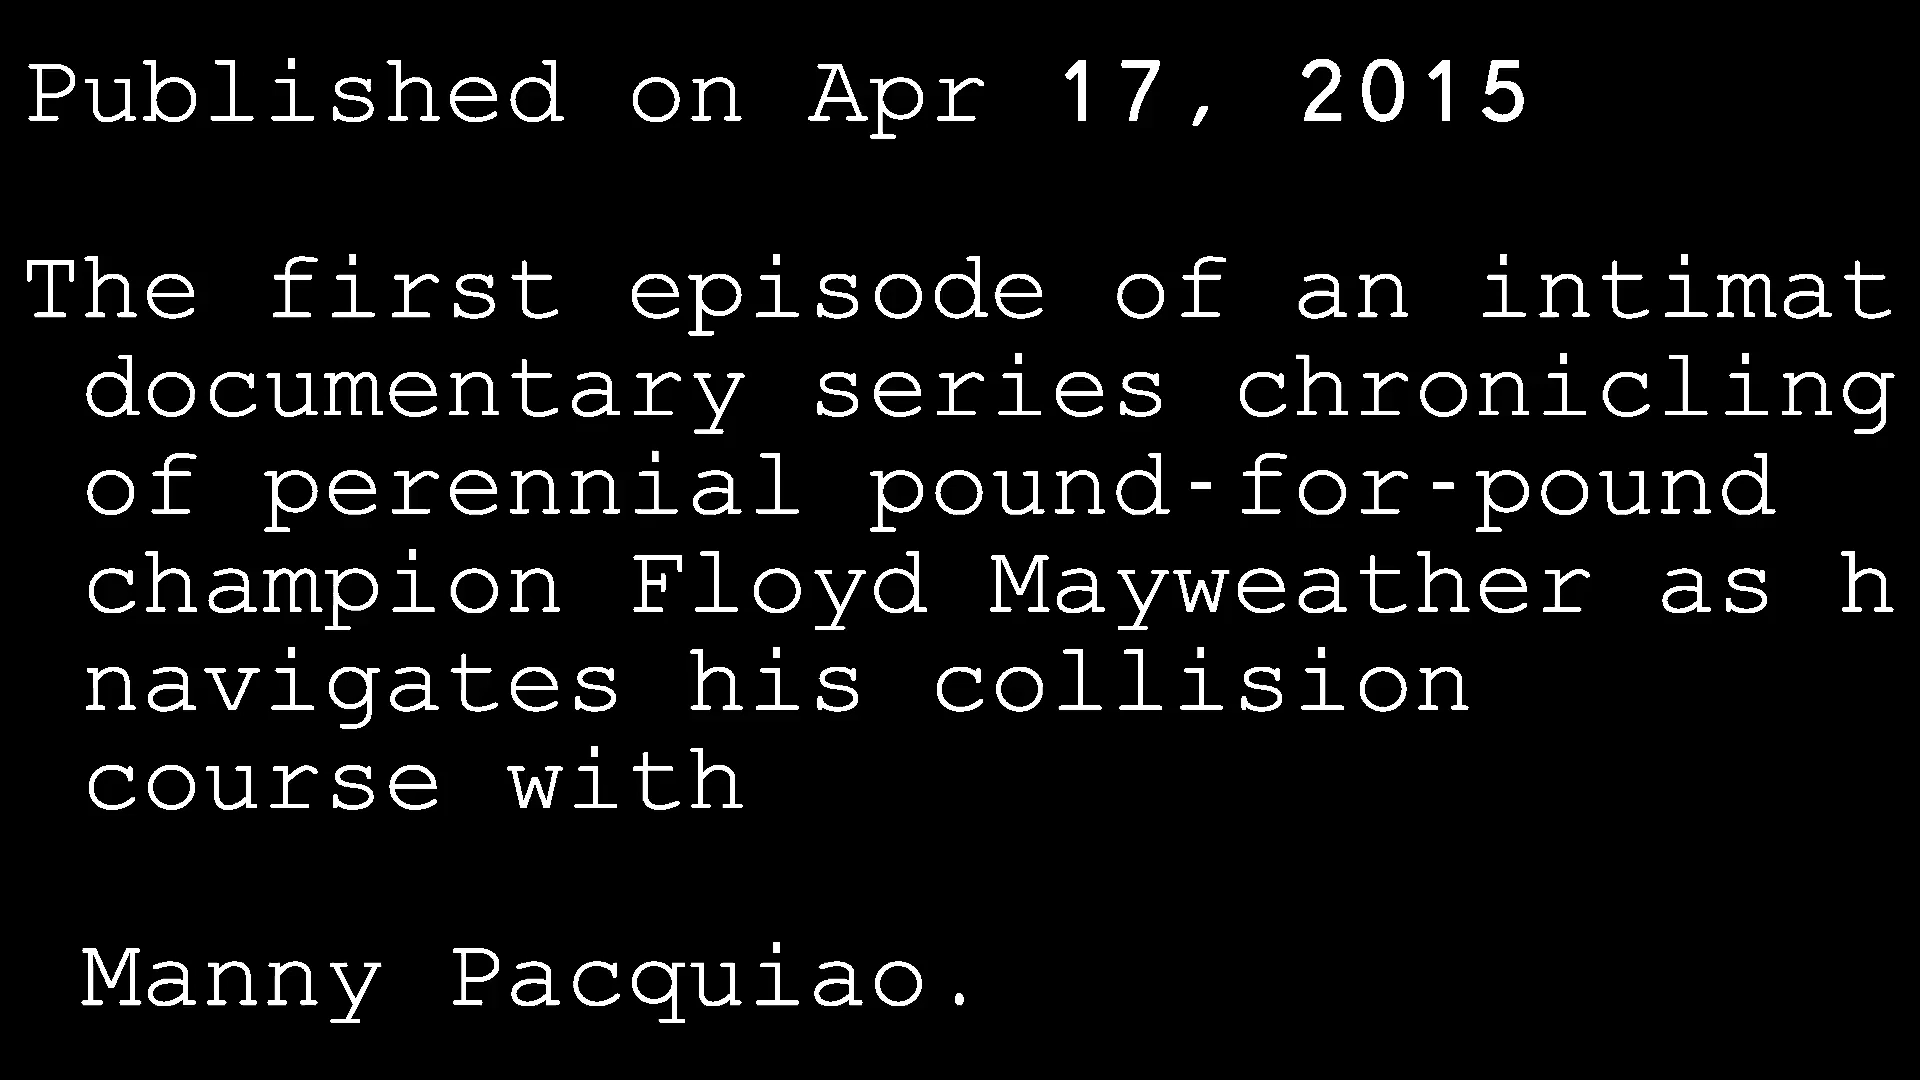 Published on Apr 17, 2015
The first episode of an intimat
documentary series chronicling
of perennial pound-for-pound
champion Floyd Mayweather as h
navigates his collision
course with
Manny Pacquiao.